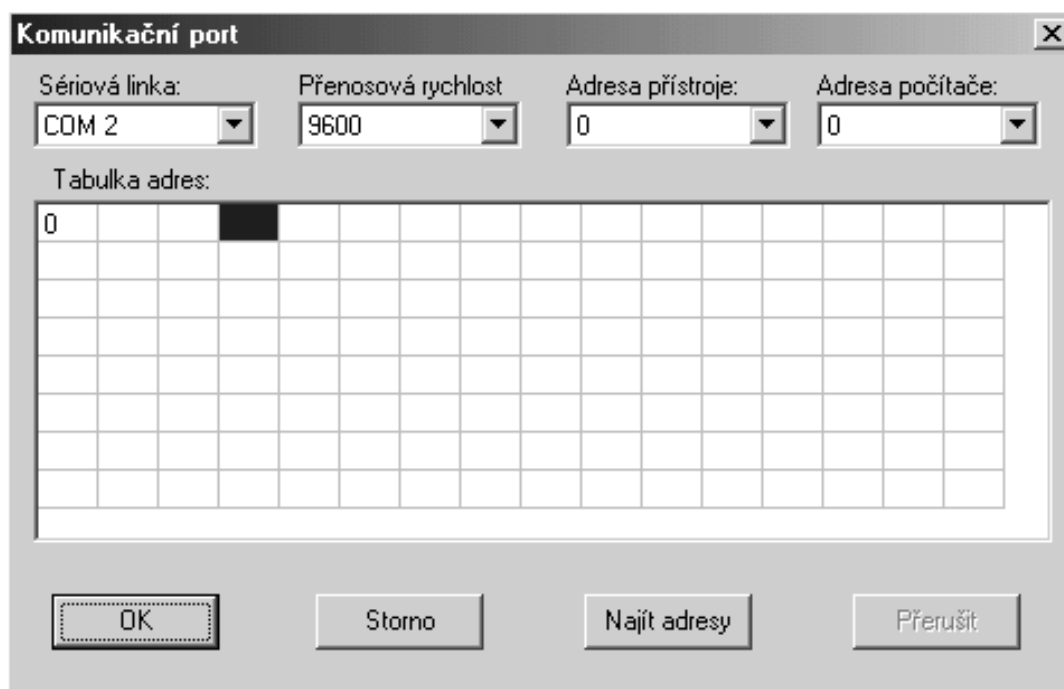 Komunikační port
Sériová linka: Přenosová rychlost Adresa přístroje: Adresa počítače:
COM 2 9600 0 0
Tabulka adres:
0
OK Storno Najít adresy Přerušit